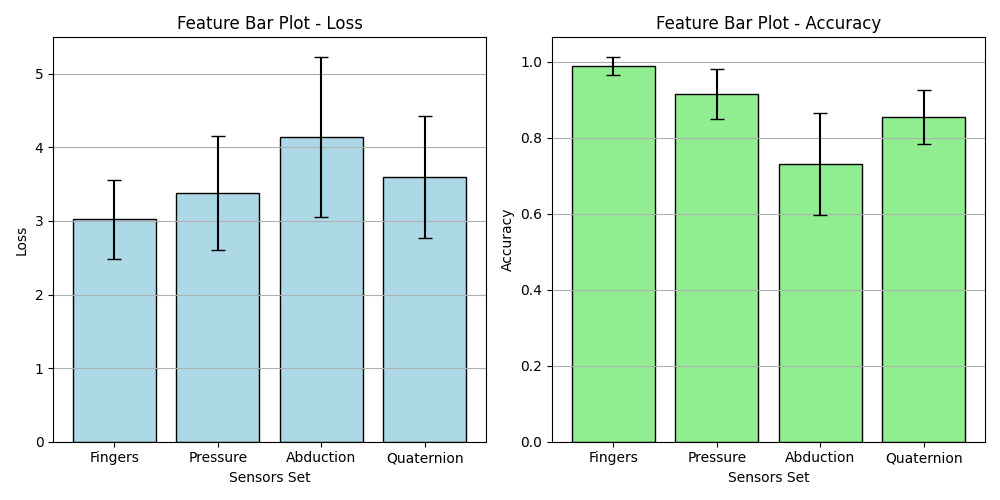 Feature Bar Plot - Loss
Loss
5
4
3
2
1
0
Fingers Pressure Abduction Quaternion
Sensors Set
Feature Bar Plot - Accuracy
Accuracy
1.0
0.8
0.6
0.4
0.2
0.0
Fingers Pressure Abduction Quaternion
Sensors Set